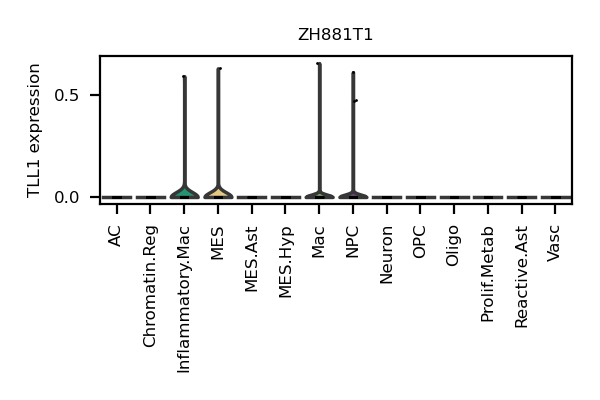 ZH881T1
TLL1 expression
0.5
0.0
AC
Chromatin.Reg
Inflammatory.Mac
MES
MES.Ast
MES.Hyp
Mac
NPC
Neuron
OPC
Oligo
Prolif.Metab
Reactive.Ast
Vasc